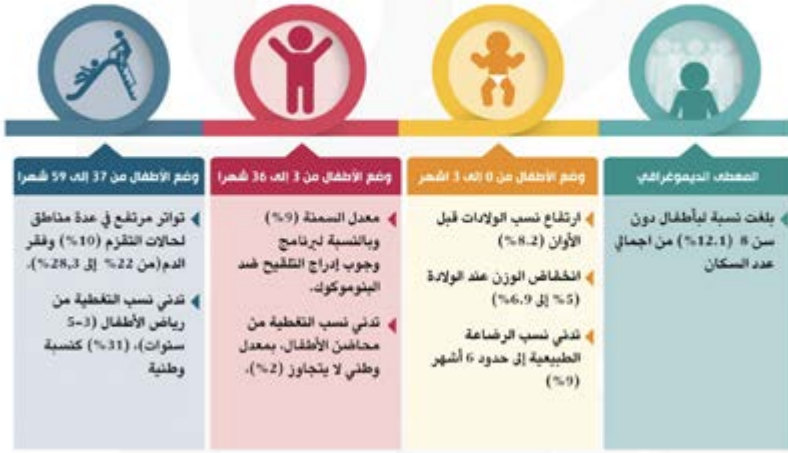 المعطى الديموغرافي
بلغت نسبة ليأطفال دون
سن 8 (12.1%) من اجمالي
عدد السكان
وضع الأطفال من 0 إلى 3 اشهر
ارتفاع نسب الولادات قبل
الأوان (8.2%)
انخفاض الوزن عند الولادة
(5% إلى 6.9%)
تدني نسب الرضاعة
الطبيعية إلى حدود 6 أشهر
(9%)
وضع الأطفال من 3 إلى 36 شهرا
معدل السمنة (9%)
وبالنسبة لبرنامج
وجوب إدراج التلقيح ضد
البنوموكوك.
تدني نسب التغطية من
محاضن الأطفال، بمعدل
وطني لا يتجاوز (2%).
وضع الأطفال من 37 إلى 59 شهرا
تواتر مرتفع في عدة مناطق
لحالات التقزم (10%) وفقر
الدم(من 22% إلى 28,3%).
تدني نسب التغطية من
رياض الأطفال (3-5
سنوات)، (31%) كنسبة
وطنية